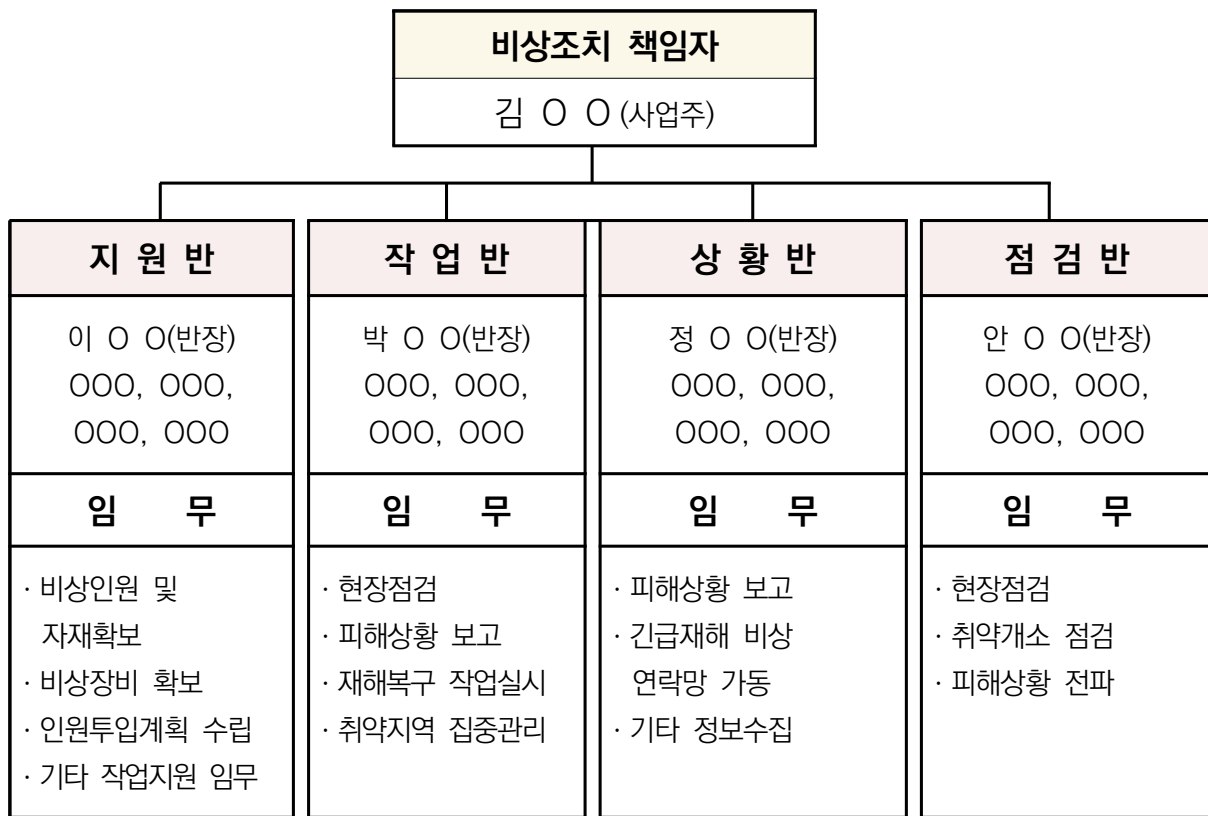 비상조치 책임자
김 O O (사업주)
지 원 반
이 O O(반장)
OOO, OOO,
OOO, OOO
임 무
· 비상인원 및
자재확보
· 비상장비 확보
· 인원투입계획 수립
· 기타 작업지원 임무
작 업 반
박 O O(반장)
OOO, OOO,
OOO, OOO
임 무
· 현장점검
· 피해상황 보고
· 재해복구 작업실시
· 취약지역 집중관리
상 황 반
정 O O(반장)
OOO, OOO,
OOO, OOO
임 무
· 피해상황 보고
· 긴급재해 비상
연락망 가동
· 기타 정보수집
점 검 반
안 O O(반장)
OOO, OOO,
OOO, OOO
임 무
· 현장점검
· 취약개소 점검
· 피해상황 전파